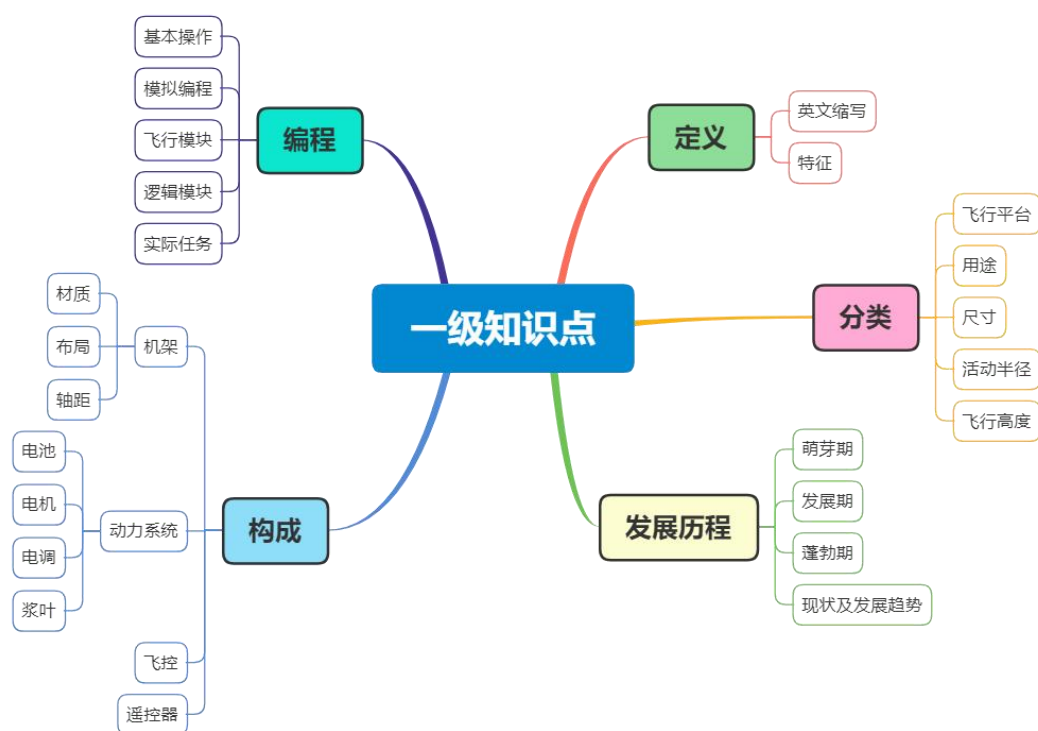 一级知识点
定义
英文缩写
特征
分类
飞行平台
用途
尺寸
活动半径
飞行高度
发展历程
萌芽期
发展期
蓬勃期
现状及发展趋势
编程
基本操作
模拟编程
飞行模块
逻辑模块
实际任务
构成
机架
材质
布局
轴距
动力系统
电池
电机
电调
浆叶
飞控
遥控器